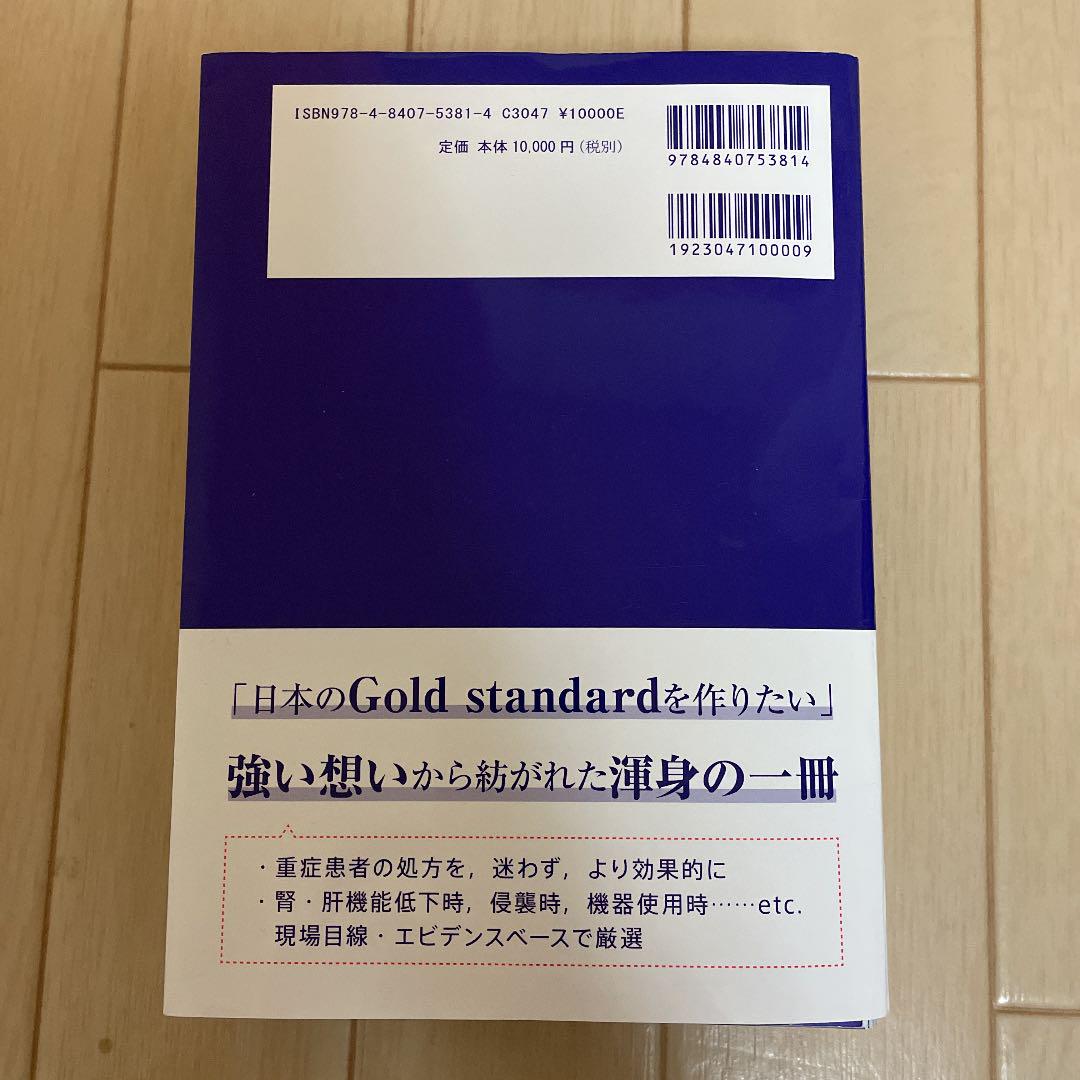 ISBN978-4-8407-5381-4 C3047 ¥10000E
定価 本体 10,000 円（税別）
9784840753814
1923047100009
「日本のGold standardを作りたい」
強い想いから紡がれた渾身の一冊
・重症患者の処方を，迷わず，より効果的に
・腎・肝機能低下時，侵襲時，機器使用時……etc.
現場目線・エビデンスベースで厳選